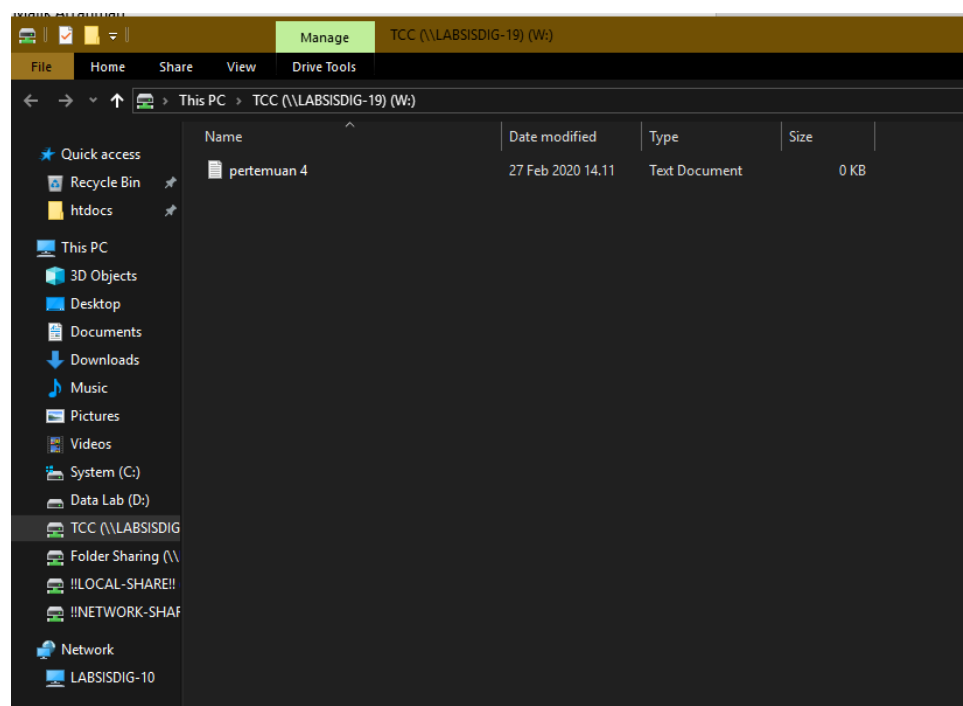 Manage
TCC (\\LABSISDIG-19) (W:)
File
Home
Share
View
Drive Tools
This PC
TCC (\\LABSISDIG-19) (W:)
Name
Date modified
Type
Size
pertemuan 4
27 Feb 2020 14.11
Text Document
0 KB
Quick access
Recycle Bin
htdocs
This PC
3D Objects
Desktop
Documents
Downloads
Music
Pictures
Videos
System (C:)
Data Lab (D:)
TCC (\\LABSISDIG
Folder Sharing (\\
!!LOCAL-SHARE!!
!!NETWORK-SHAR
Network
LABSISDIG-10